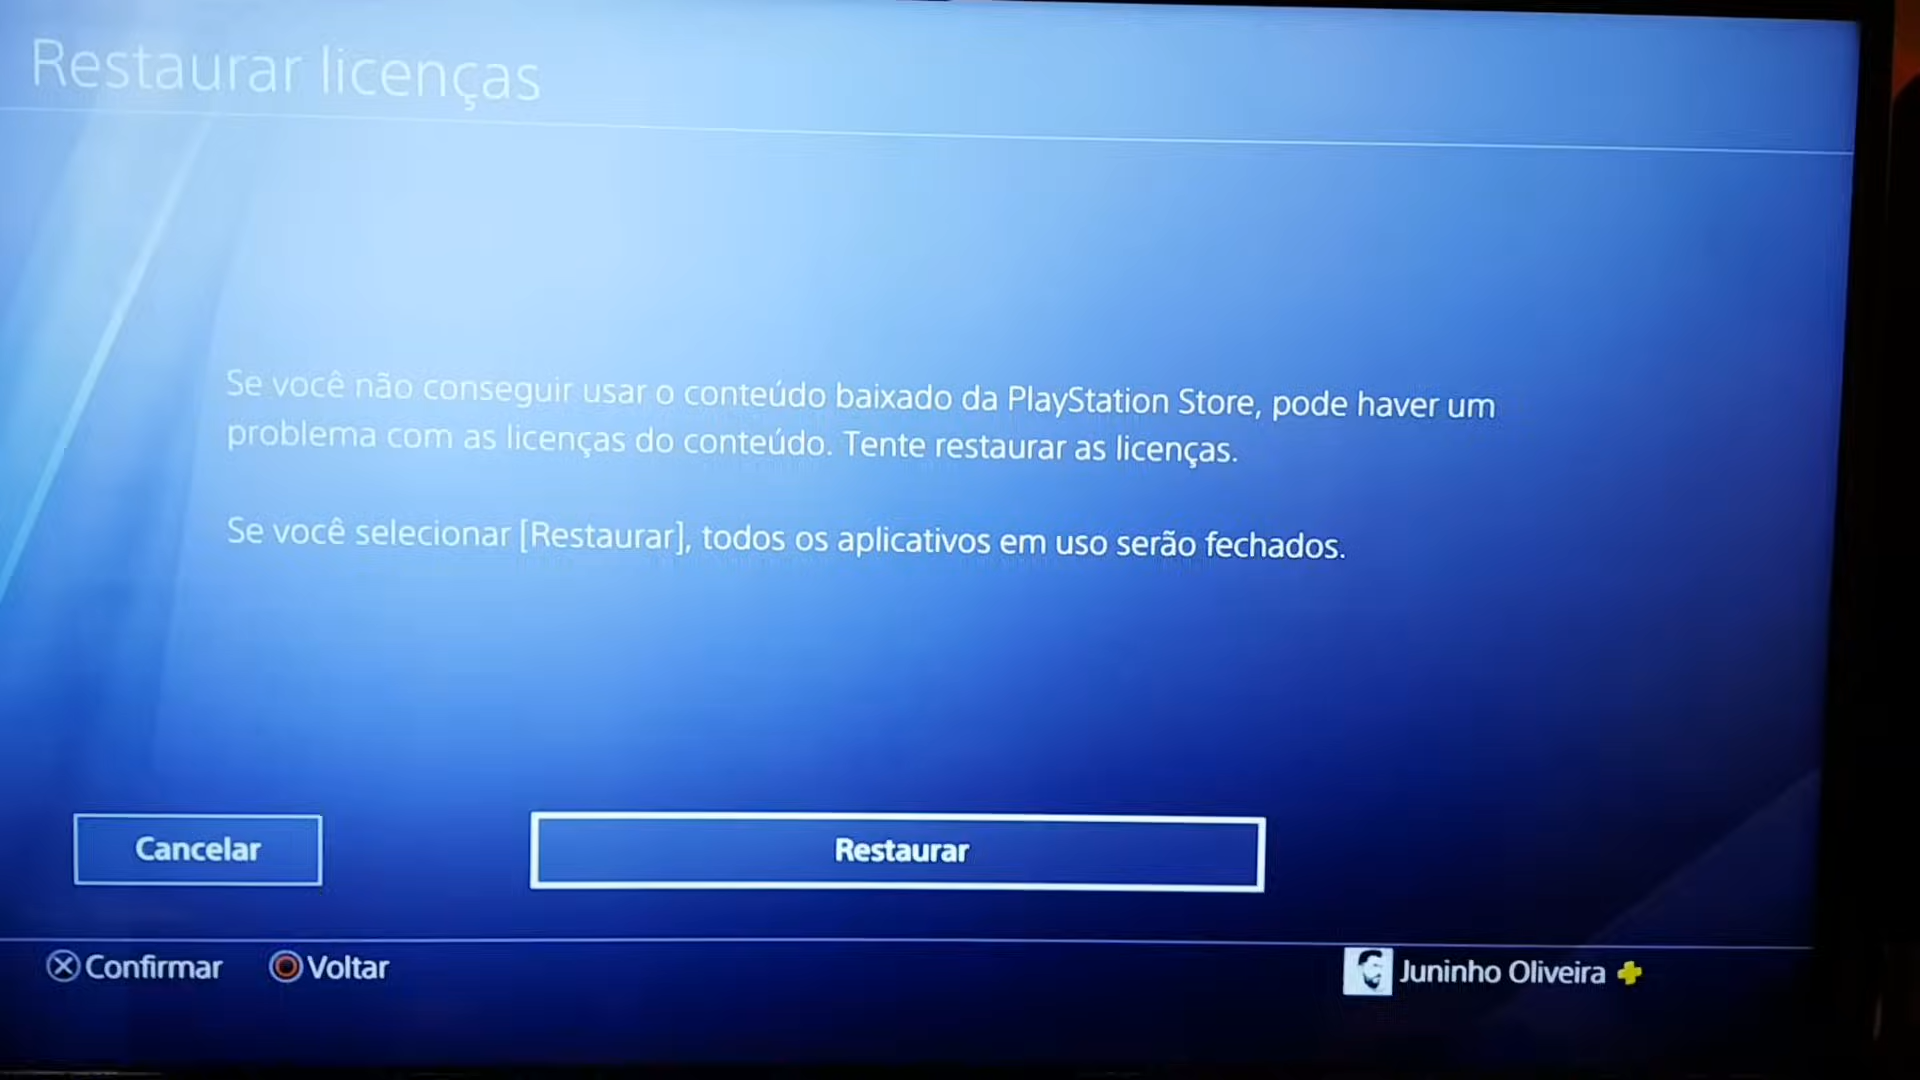 Restaurar licenças
Se você não conseguir usar o conteúdo baixado da PlayStation Store, pode haver um
problema com as licenças do conteúdo. Tente restaurar as licenças.
Se você selecionar [Restaurar], todos os aplicativos em uso serão fechados.
Cancelar
Restaurar
Confirmar Voltar
Juninho Oliveira